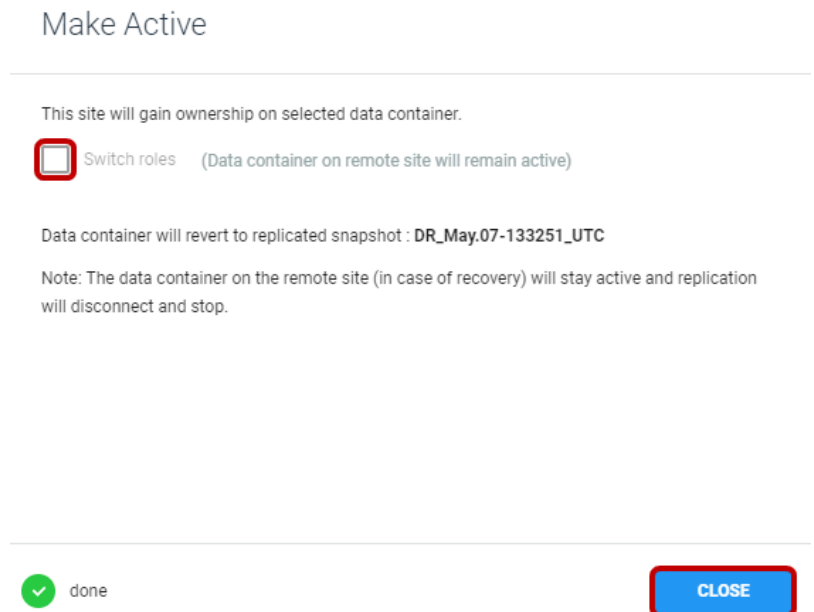 Make Active
This site will gain ownership on selected data container.
Switch roles (Data container on remote site will remain active)
Data container will revert to replicated snapshot : DR_May.07-133251_UTC
Note: The data container on the remote site (in case of recovery) will stay active and replication
will disconnect and stop.
done
CLOSE